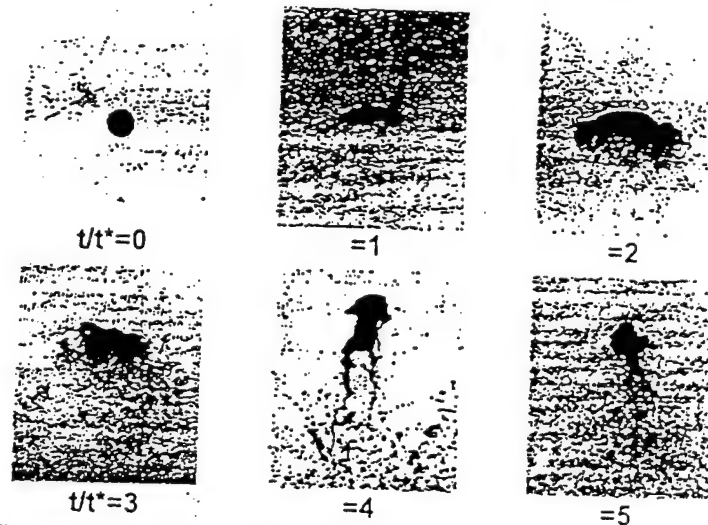 t/t*=0
=1
=2
t/t*=3
=4
=5